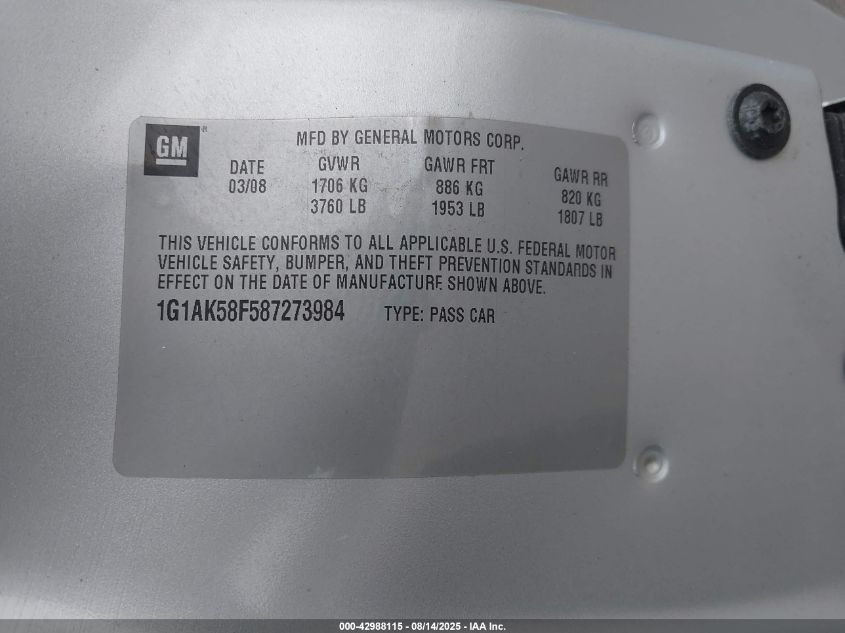 GM
MFD BY GENERAL MOTORS CORP.
DATE GVWR GAWR FRT GAWR RR
03/08 1706 KG 886 KG 820 KG
3760 LB 1953 LB 1807 LB
THIS VEHICLE CONFORMS TO ALL APPLICABLE U.S. FEDERAL MOTOR
VEHICLE SAFETY, BUMPER, AND THEFT PREVENTION STANDARDS IN
EFFECT ON THE DATE OF MANUFACTURE SHOWN ABOVE.
1G1AK58F587273984 TYPE: PASS CAR
000-42988115 - 08/14/2025 - IAA Inc.